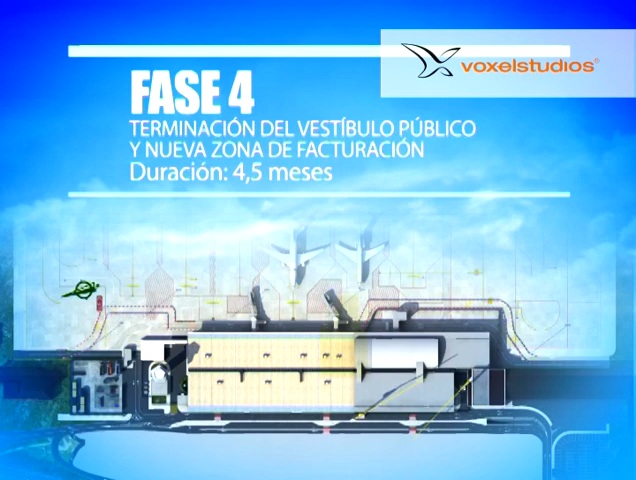 voxelstudios®
FASE 4
TERMINACIÓN DEL VESTÍBULO PÚBLICO
Y NUEVA ZONA DE FACTURACIÓN
Duración: 4,5 meses